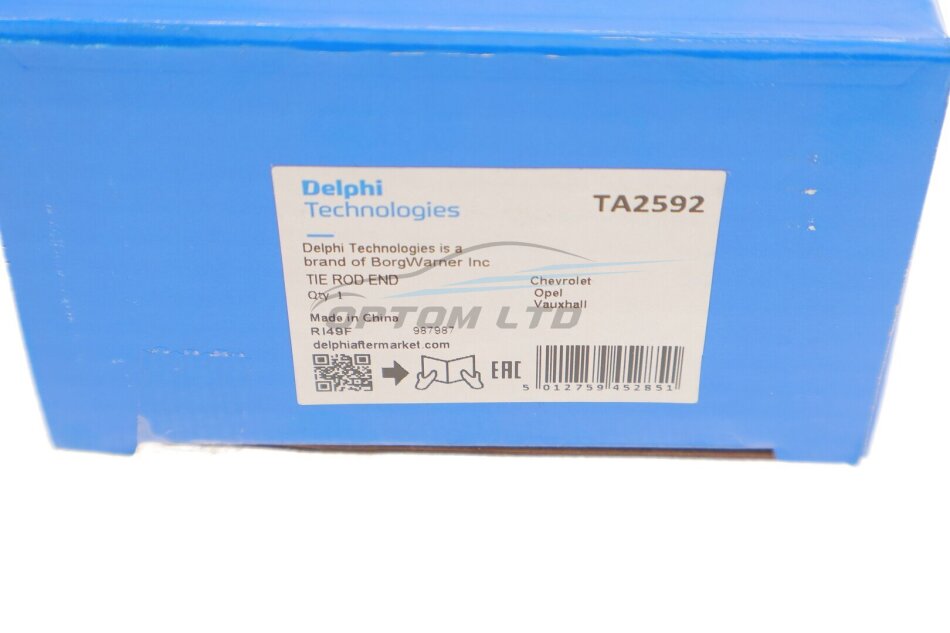 Delphi
Technologies
TA2592
Delphi Technologies is a
brand of BorgWarner Inc
TIE ROD END
Qty 1
Chevrolet
Opel
Vauxhall
OPTOM LTD
Made in China
RI49F 987987
delphiaftermarket.com
EAC
5 012759 452851